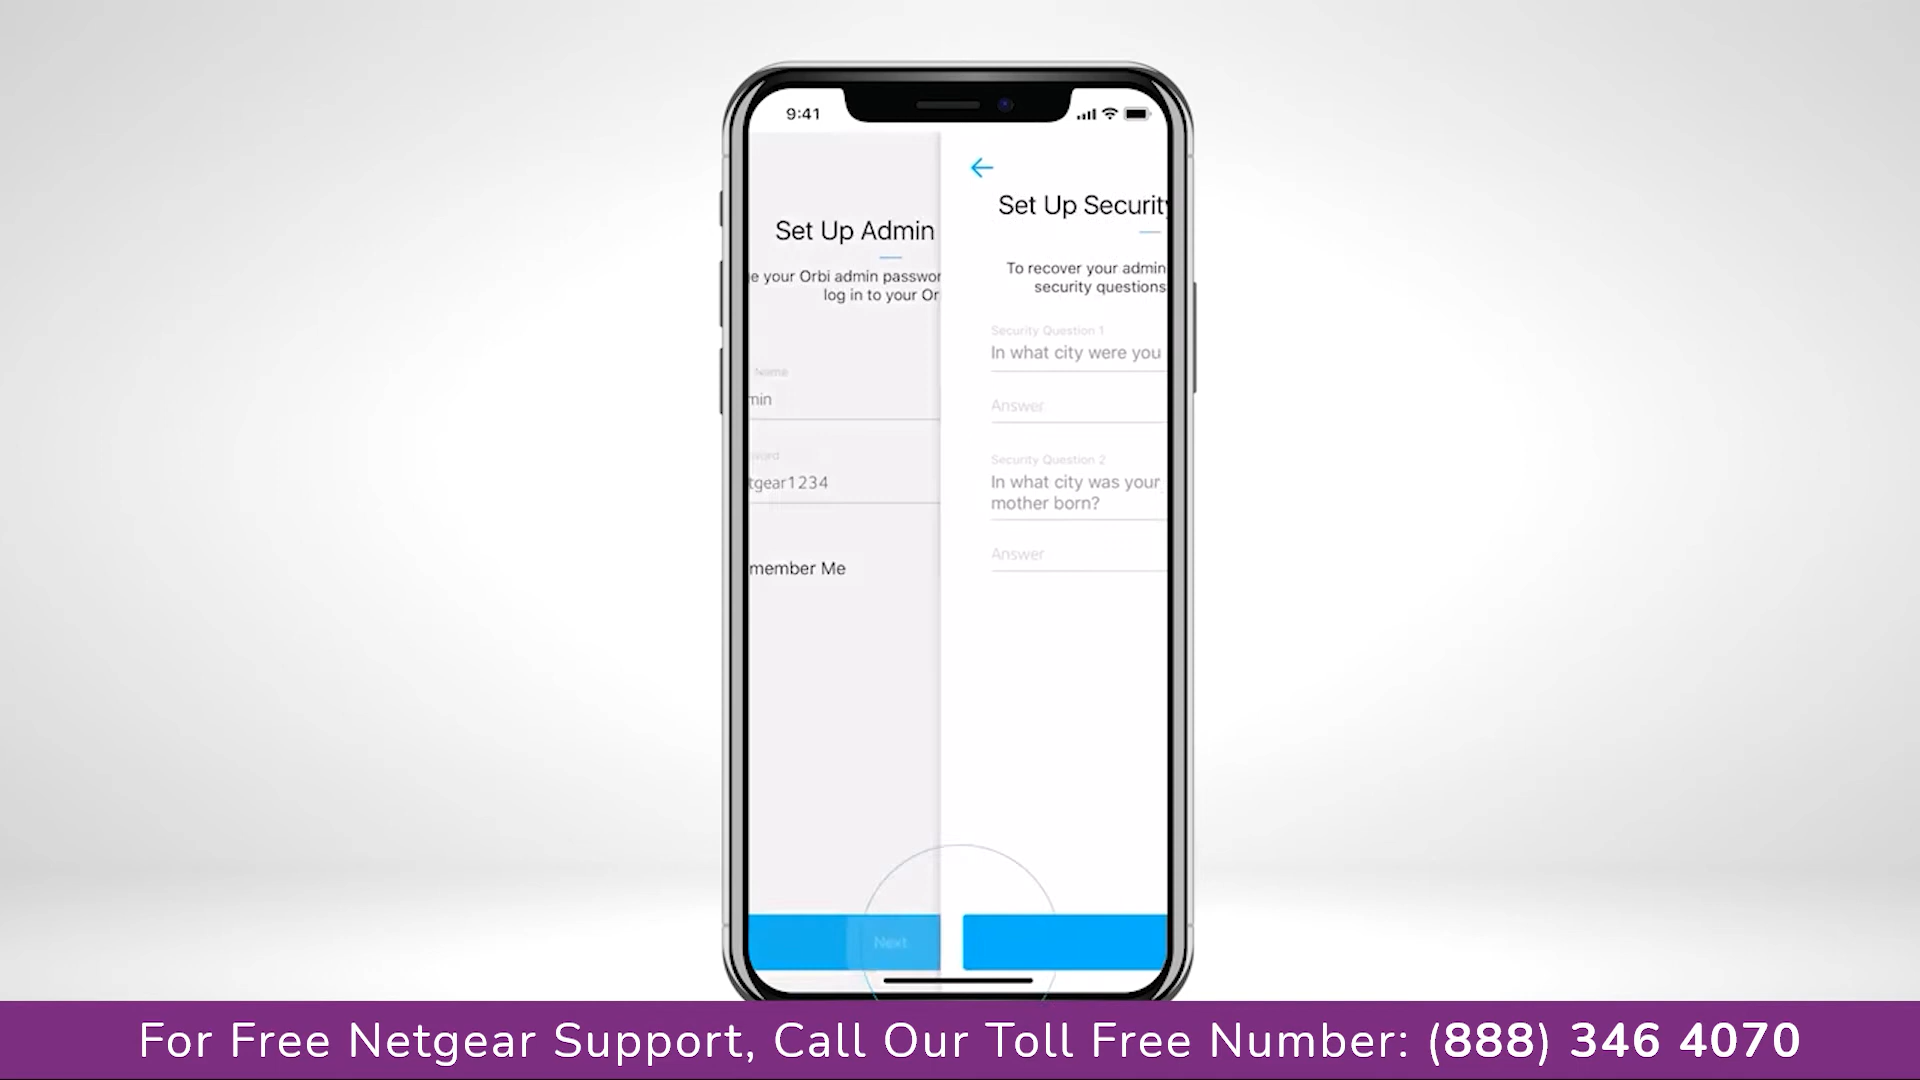 9:41
Set Up Admin
e your Orbi admin passwor
log in to your Or
Name
min
word
tgear1234
member Me
Next
Set Up Security
To recover your admin
security questions
Security Question 1
In what city were you
Answer
Security Question 2
In what city was your
mother born?
Answer
For Free Netgear Support, Call Our Toll Free Number: (888) 346 4070